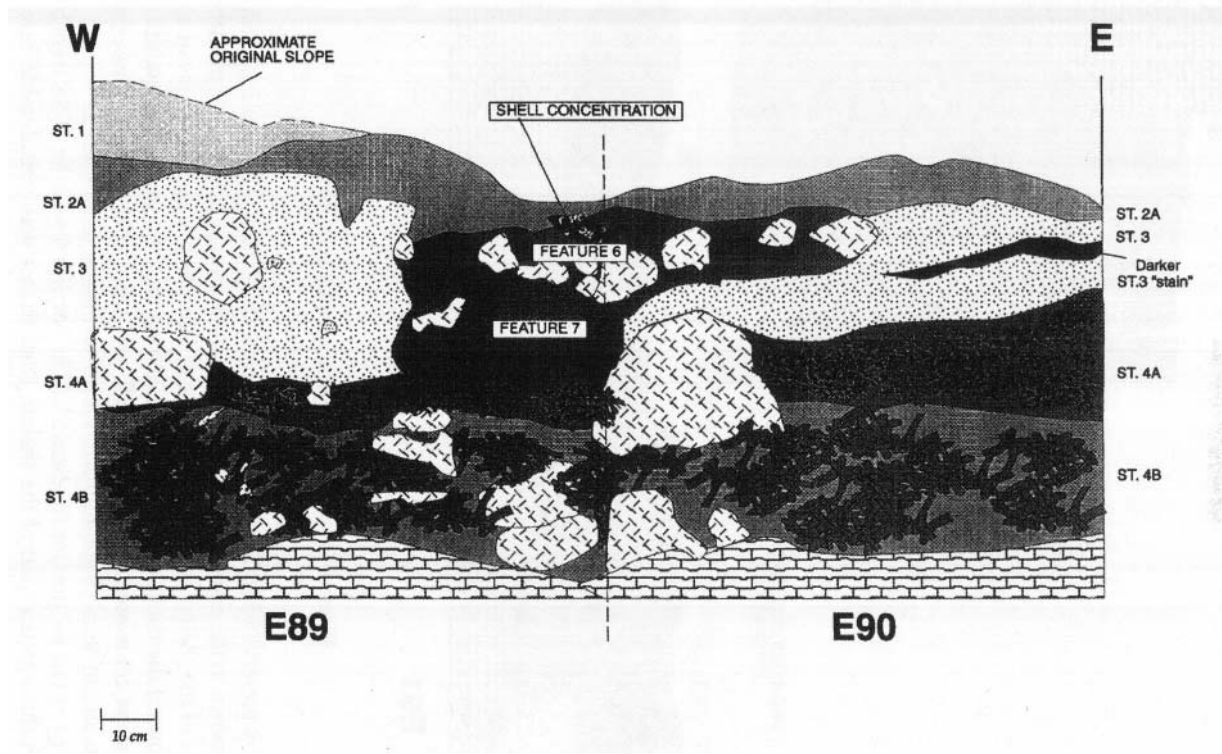 W
E
APPROXIMATE
ORIGINAL SLOPE
SHELL CONCENTRATION
ST. 1
ST. 2A
ST. 3
ST. 4A
ST. 4B
FEATURE 6
FEATURE 7
ST. 2A
ST. 3
Darker
ST.3 "stain"
ST. 4A
ST. 4B
E89
E90
10 cm